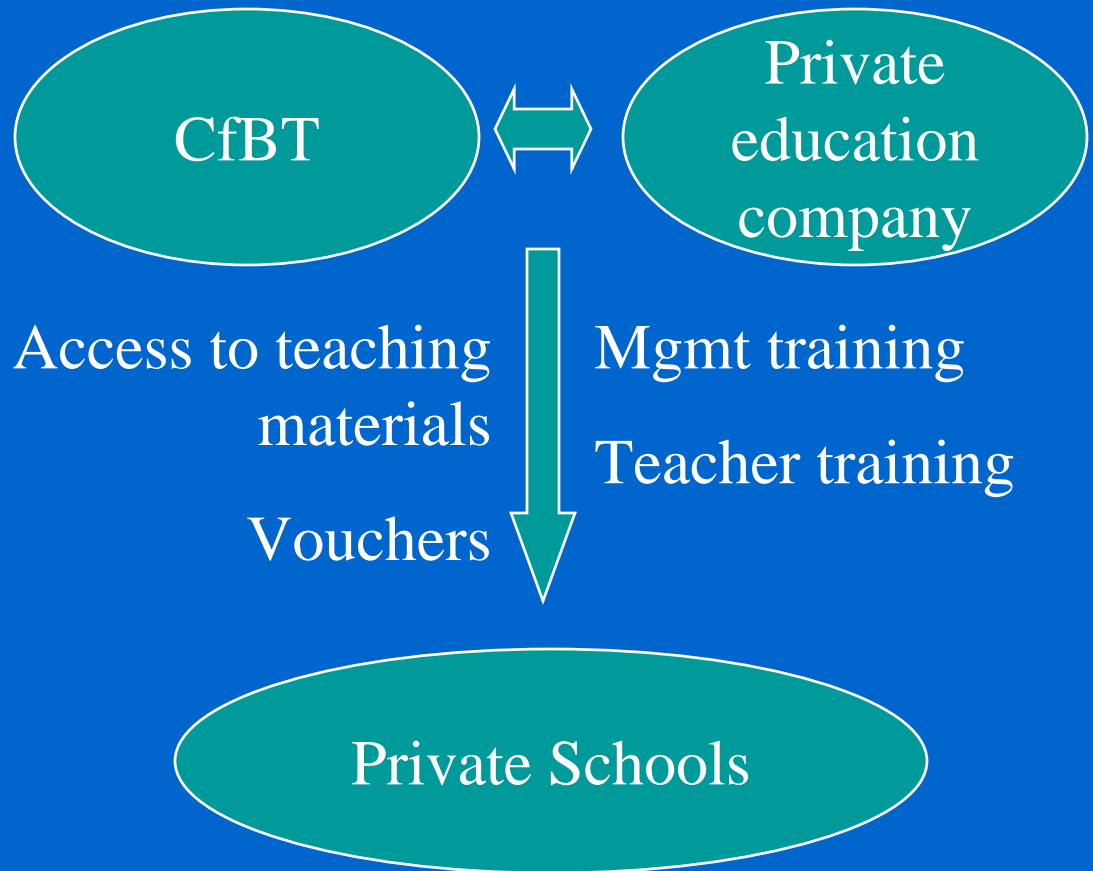 CfBT
Private
education
company
Access to teaching
materials
Vouchers
Mgmt training
Teacher training
Private Schools